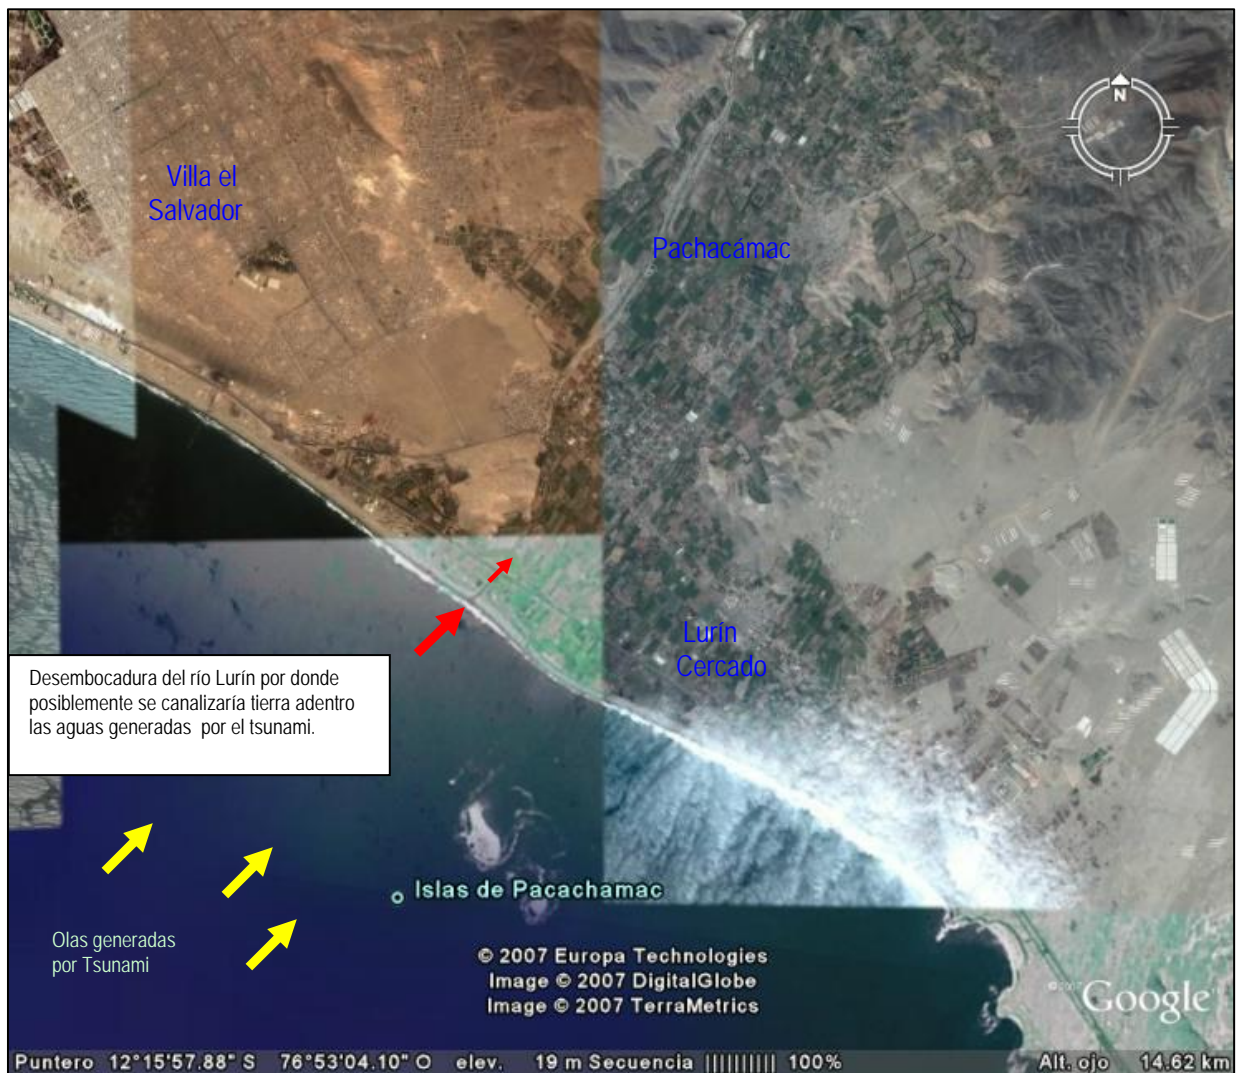 N
Villa el
Salvador
Pachacámac
Lurín
Cercado
Desembocadura del río Lurín por donde
posiblemente se canalizaría tierra adentro
las aguas generadas por el tsunami.
Islas de Pacachamac
Olas generadas
por Tsunami
© 2007 Europa Technologies
Image © 2007 DigitalGlobe
Image © 2007 TerraMetrics
©2007 Google
Puntero 12°15'57.88" S 76°53'04.10" O elev. 19 m Secuencia |||||||||| 100% Alt. ojo 14.62 km